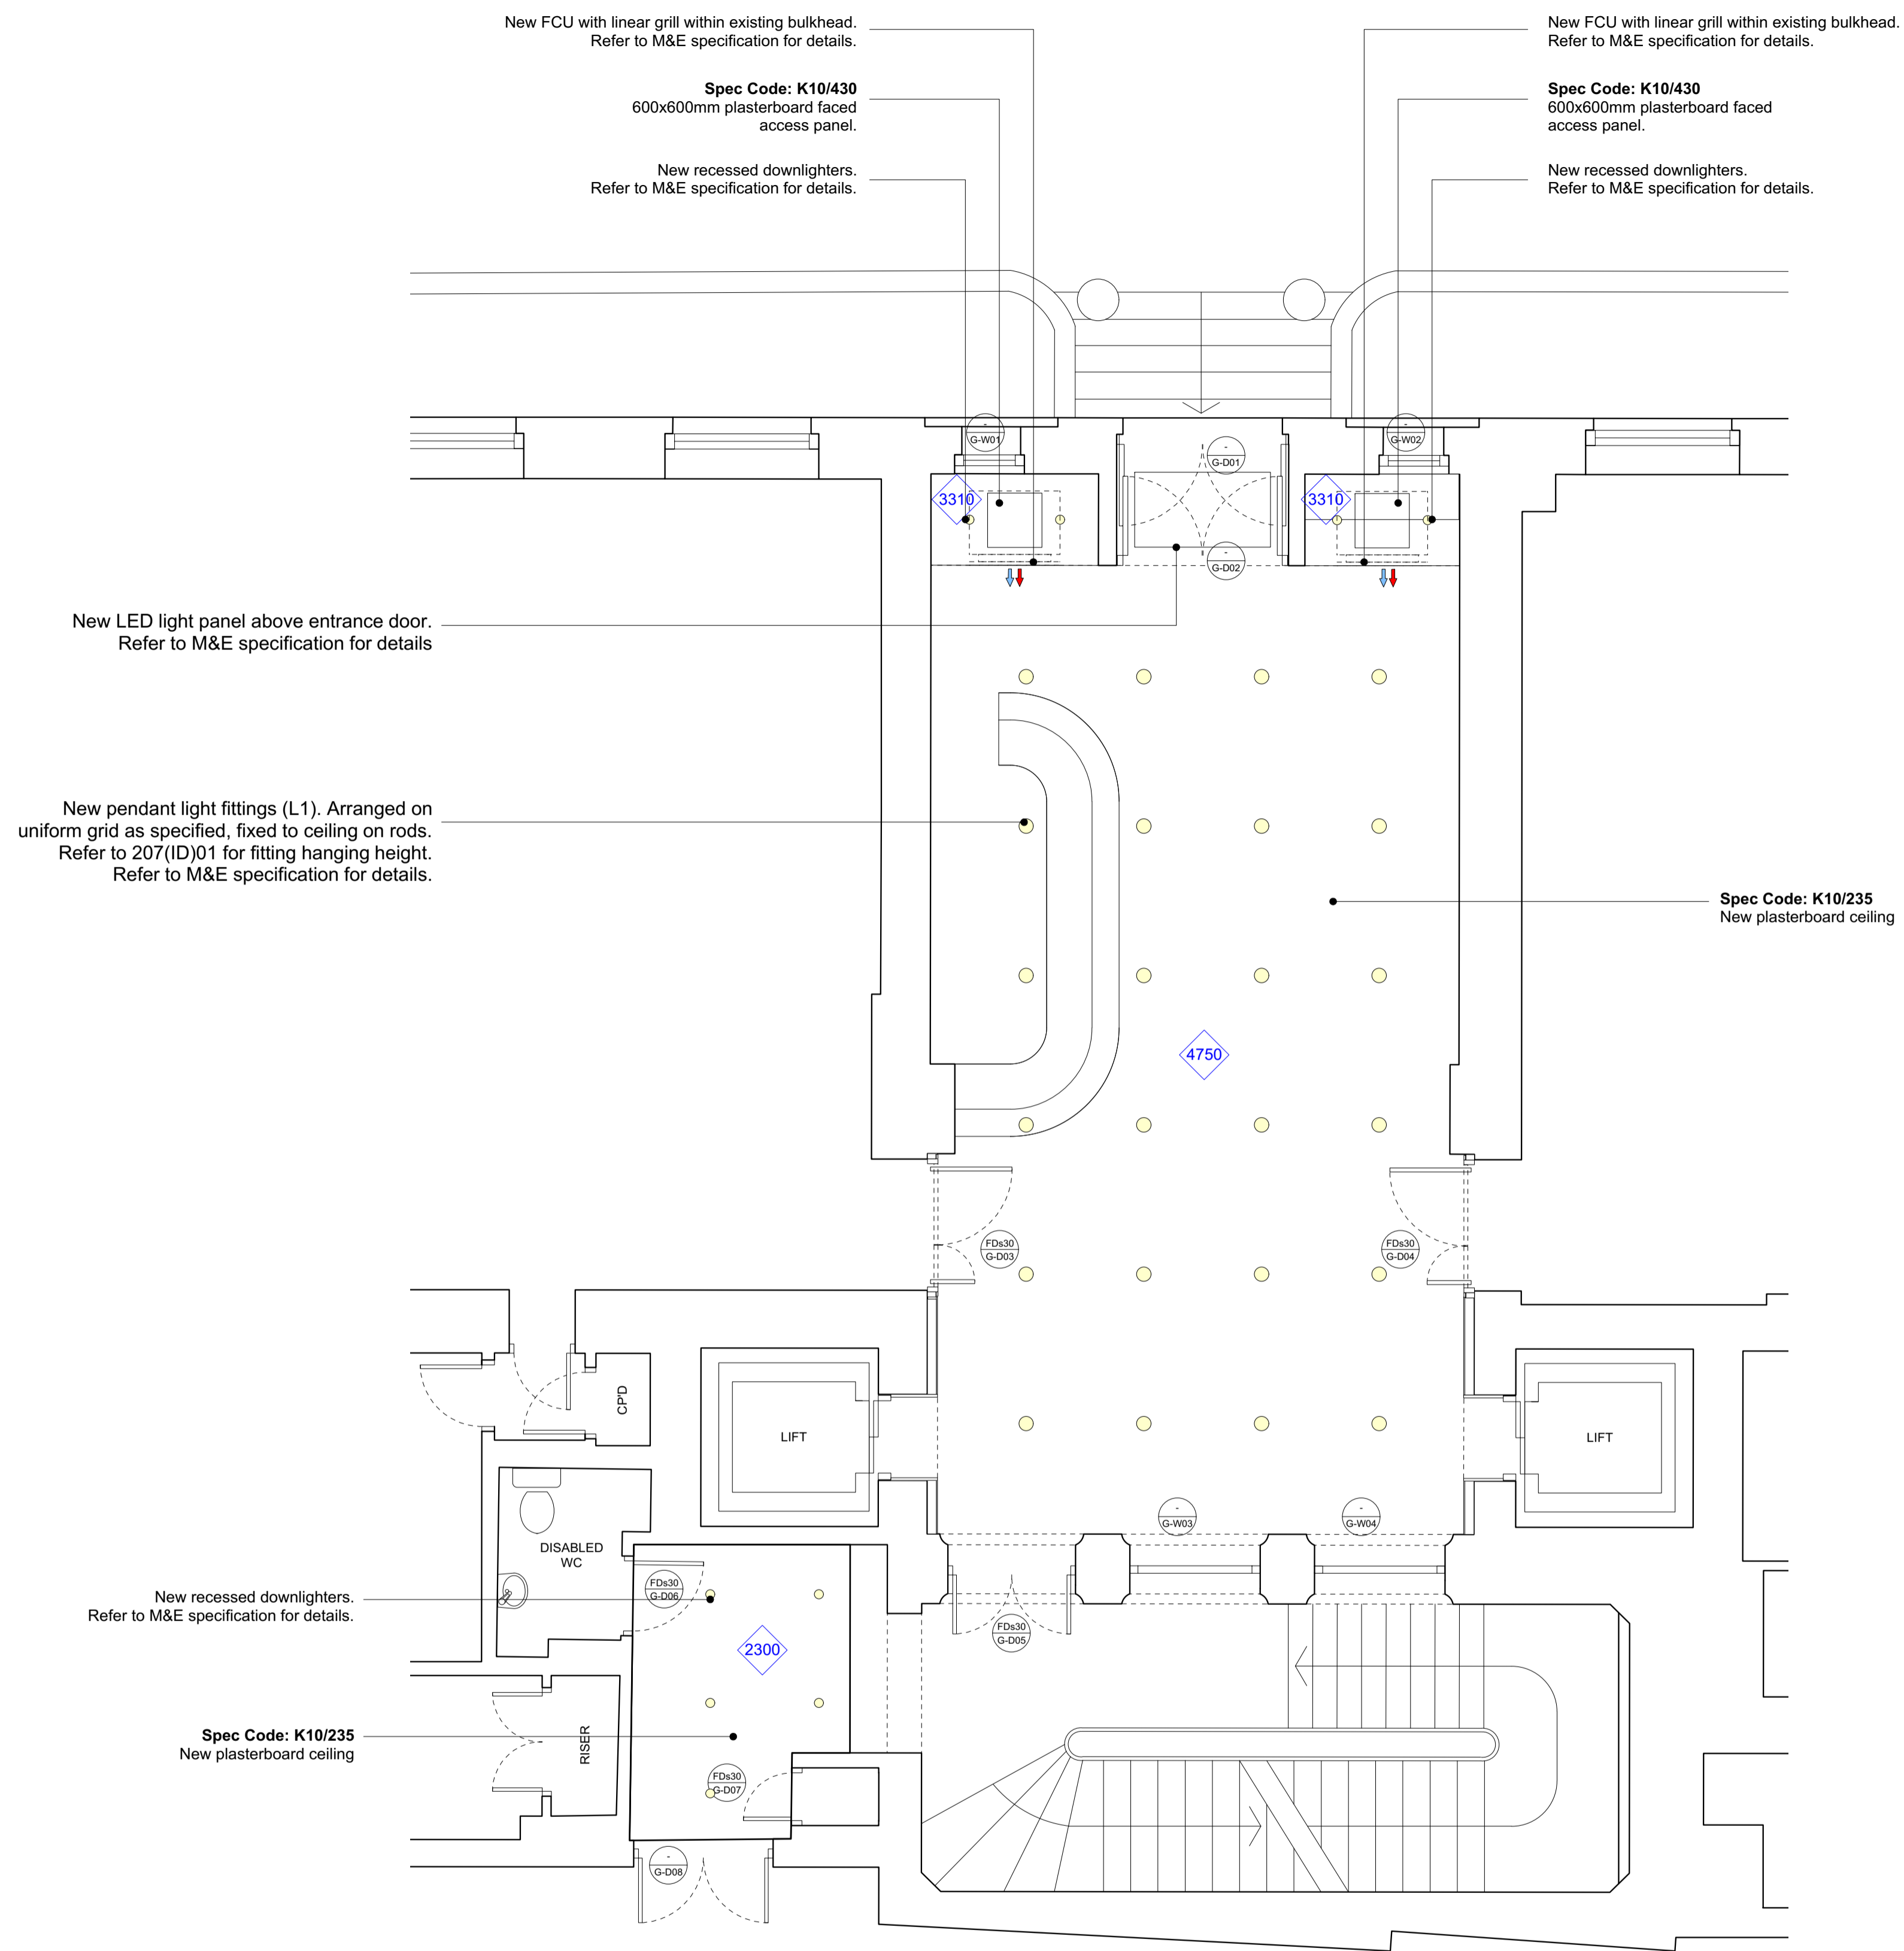 New FCU with linear grill within existing bulkhead.
Refer to M&E specification for details.
New FCU with linear grill within existing bulkhead.
Refer to M&E specification for details.
Spec Code: K10/430
600x600mm plasterboard faced
access panel.
Spec Code: K10/430
600x600mm plasterboard faced
access panel.
New recessed downlighters.
Refer to M&E specification for details.
New recessed downlighters.
Refer to M&E specification for details.
-
G-W01
-
G-W02
-
G-D01
3310
3310
-
G-D02
New LED light panel above entrance door.
Refer to M&E specification for details
New pendant light fittings (L1). Arranged on
uniform grid as specified, fixed to ceiling on rods.
Refer to 207(ID)01 for fitting hanging height.
Refer to M&E specification for details.
Spec Code: K10/235
New plasterboard ceiling
4750
FDs30
G-D03
FDs30
G-D04
CP'D
LIFT
LIFT
-
G-W03
-
G-W04
DISABLED
WC
New recessed downlighters.
Refer to M&E specification for details.
FDs30
G-D06
FDs30
G-D05
2300
Spec Code: K10/235
New plasterboard ceiling
RISER
FDs30
G-D07
-
G-D08